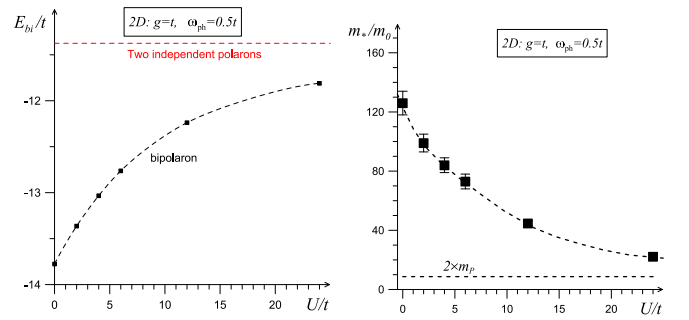 E_bi/t
2D: g=t, ω_ph=0.5t
Two independent polarons
bipolaron
-12
-13
-14
0 5 10 15 20
U/t
m_*/m_0
2D: g=t, ω_ph=0.5t
160
120
80
40
0
2×m_P
0 5 10 15 20
U/t